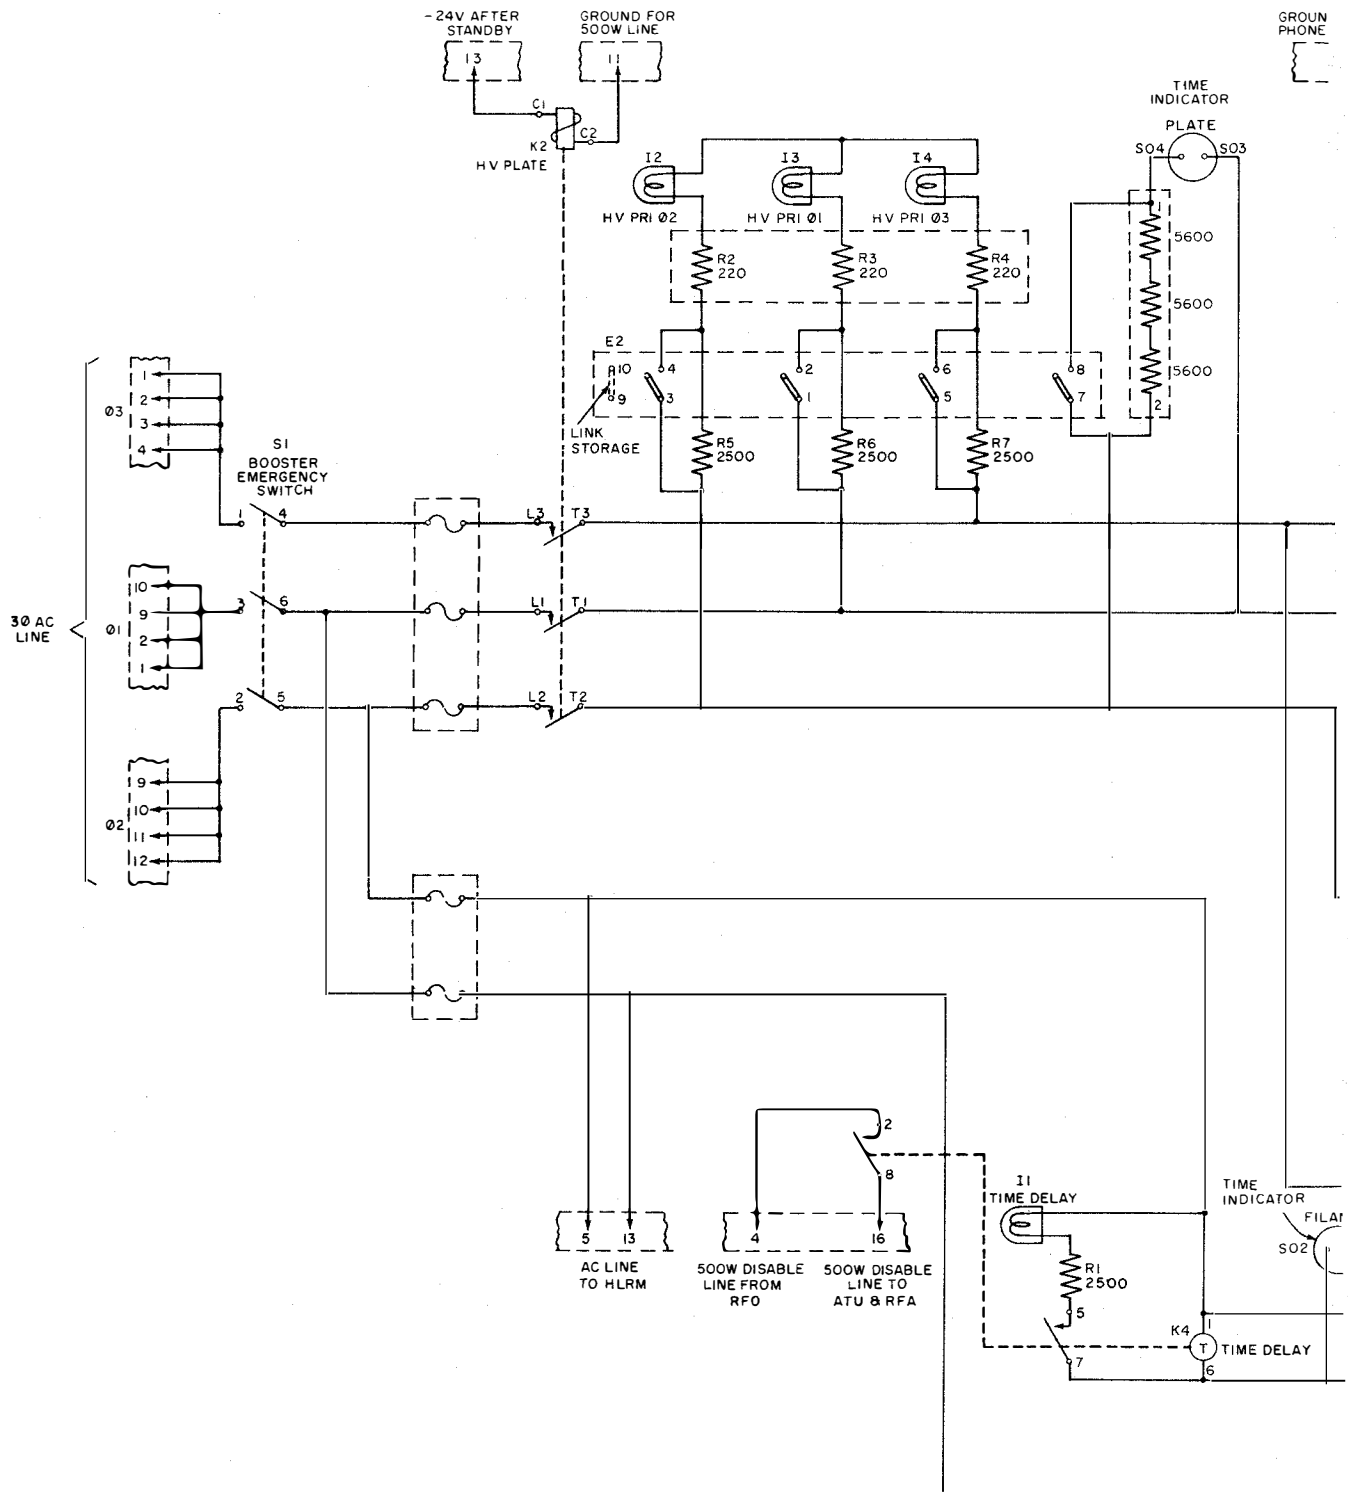 -24V AFTER
STANDBY
GROUND FOR
500W LINE
GROUN
PHONE
13
11
C1
C2
K2
HV PLATE
TIME
INDICATOR
PLATE
SO4
SO3
I2
I3
I4
HV PRI Ø2
HV PRI Ø1
HV PRI Ø3
1
5600
5600
5600
2
R2
220
R3
220
R4
220
E2
10
9
4
3
2
1
6
5
8
7
LINK
STORAGE
R5
2500
R6
2500
R7
2500
Ø3
1
2
3
4
S1
BOOSTER
EMERGENCY
SWITCH
1
4
L3
T3
3Ø AC
LINE
Ø1
10
9
2
1
3
6
L1
T1
2
5
L2
T2
Ø2
9
10
11
12
2
8
5
13
4
16
AC LINE
TO HLRM
500W DISABLE
LINE FROM
RFO
500W DISABLE
LINE TO
ATU & RFA
I1
TIME DELAY
R1
2500
5
7
K4
1
T
6
TIME DELAY
TIME
INDICATOR
FILAM
SO2